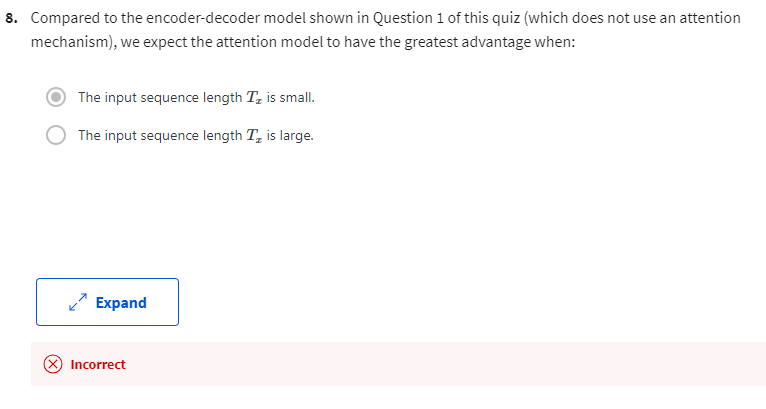 8. Compared to the encoder-decoder model shown in Question 1 of this quiz (which does not use an attention
mechanism), we expect the attention model to have the greatest advantage when:
The input sequence length Tₓ is small.
The input sequence length Tₓ is large.
Expand
Incorrect